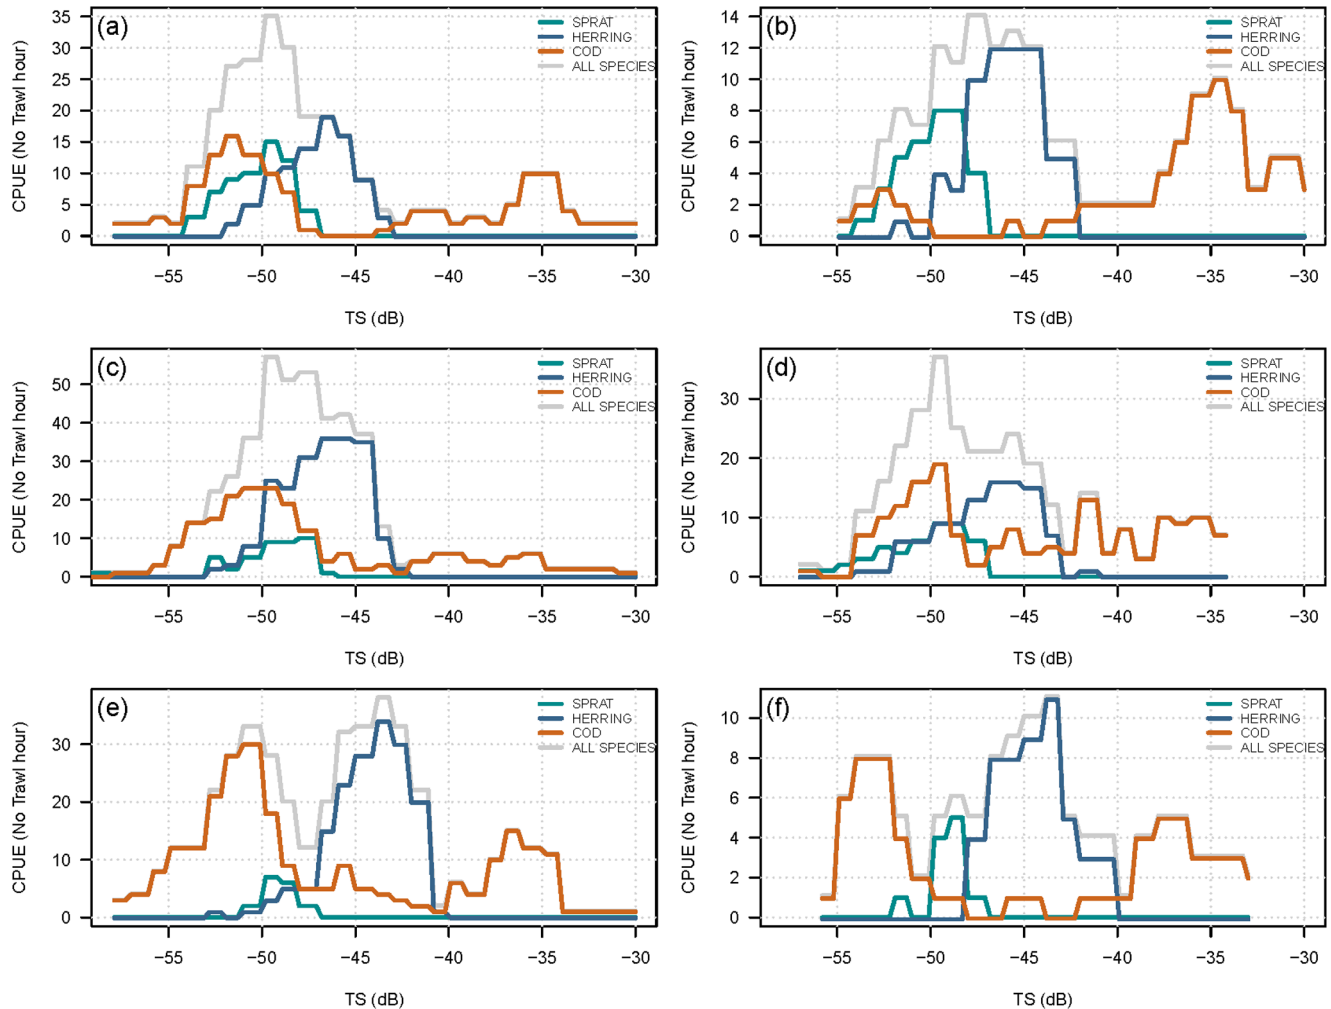 (a)
SPRAT
HERRING
COD
ALL SPECIES
CPUE (No Trawl hour)
35
30
25
20
15
10
5
0
−55 −50 −45 −40 −35 −30
TS (dB)
(b)
SPRAT
HERRING
COD
ALL SPECIES
CPUE (No Trawl hour)
14
12
10
8
6
4
2
0
−55 −50 −45 −40 −35 −30
TS (dB)
(c)
SPRAT
HERRING
COD
ALL SPECIES
CPUE (No Trawl hour)
50
40
30
20
10
0
−55 −50 −45 −40 −35 −30
TS (dB)
(d)
SPRAT
HERRING
COD
ALL SPECIES
CPUE (No Trawl hour)
30
20
10
0
−55 −50 −45 −40 −35 −30
TS (dB)
(e)
SPRAT
HERRING
COD
ALL SPECIES
CPUE (No Trawl hour)
30
20
10
0
−55 −50 −45 −40 −35 −30
TS (dB)
(f)
SPRAT
HERRING
COD
ALL SPECIES
CPUE (No Trawl hour)
10
8
6
4
2
0
−55 −50 −45 −40 −35 −30
TS (dB)